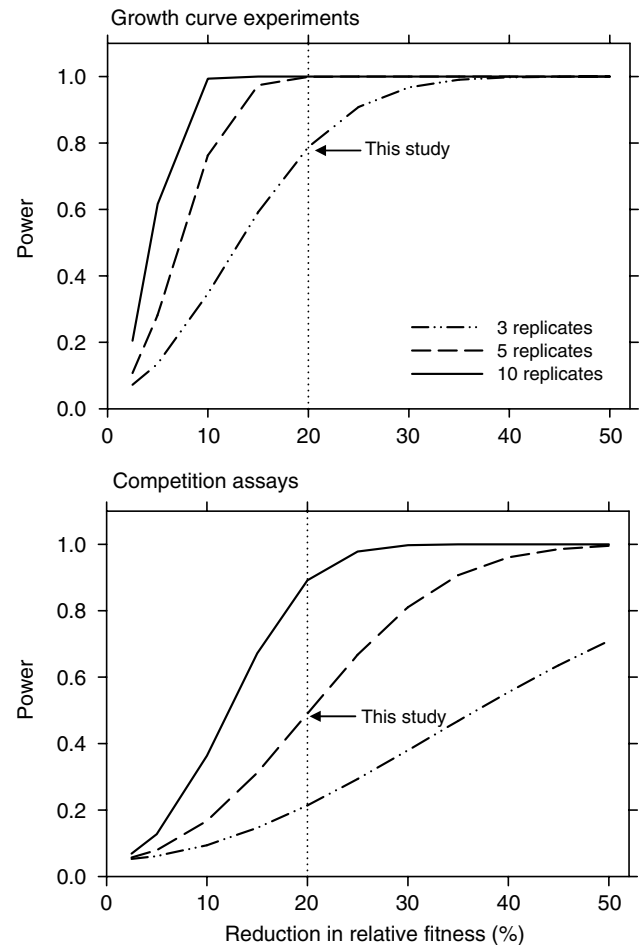 Growth curve experiments
1.0
0.8
0.6
0.4
0.2
0.0
Power
This study
3 replicates
5 replicates
10 replicates
0 10 20 30 40 50
Competition assays
1.0
0.8
0.6
0.4
0.2
0.0
Power
This study
0 10 20 30 40 50
Reduction in relative fitness (%)